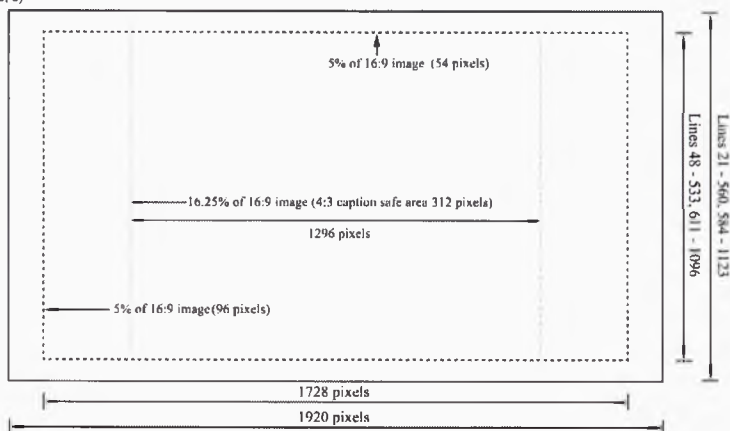 5% of 16:9 image (54 pixels)
16.25% of 16:9 image (4:3 caption safe area 312 pixels)
1296 pixels
5% of 16:9 image(96 pixels)
Lines 48 - 533, 611 - 1096
Lines 21 - 560, 584 - 1123
1728 pixels
1920 pixels